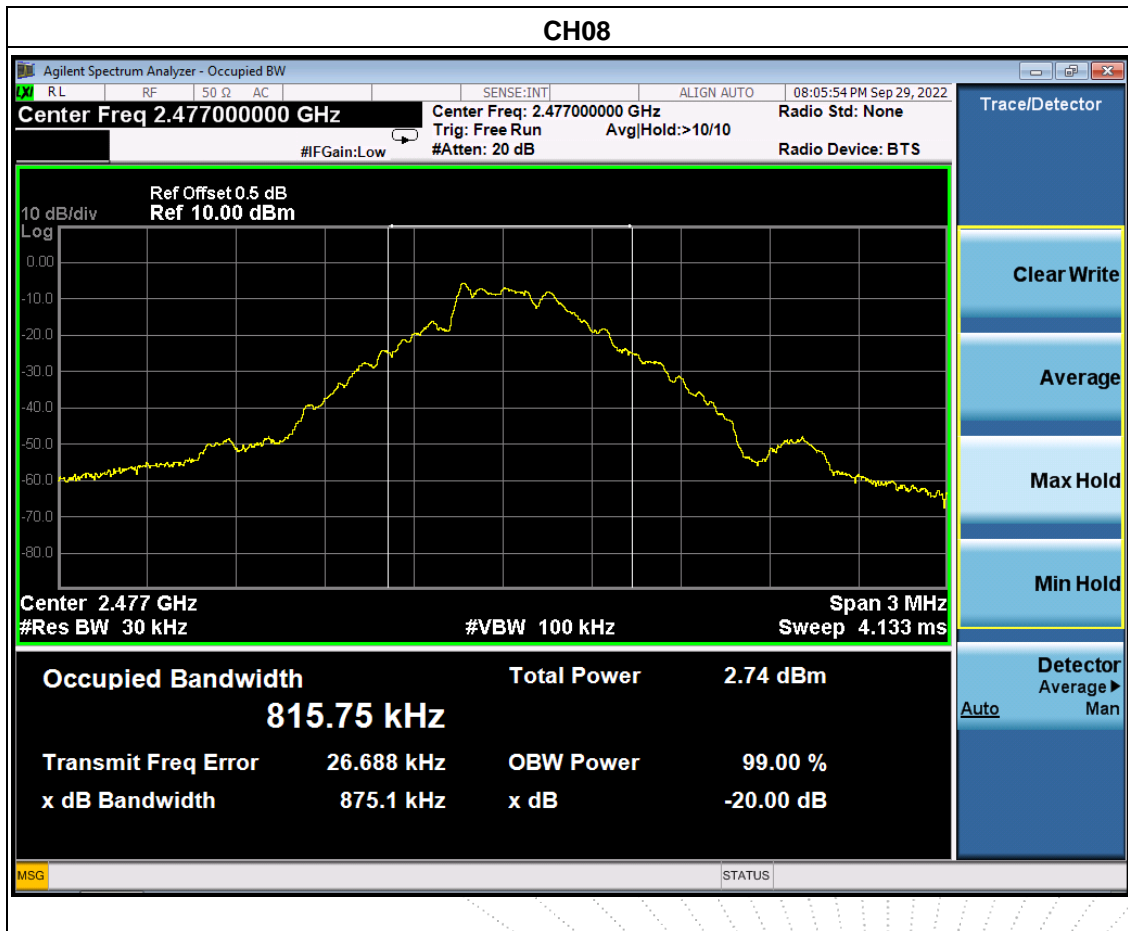 CH08
Agilent Spectrum Analyzer - Occupied BW
LXI RL RF 50 Ω AC SENSE:INT ALIGN AUTO 08:05:54 PM Sep 29, 2022
Center Freq 2.477000000 GHz
Center Freq: 2.477000000 GHz Radio Std: None
Trig: Free Run Avg|Hold:>10/10
#IFGain:Low #Atten: 20 dB Radio Device: BTS
Trace/Detector
Ref Offset 0.5 dB
10 dB/div Ref 10.00 dBm
Log
0.00
-10.0
-20.0
-30.0
-40.0
-50.0
-60.0
-70.0
-80.0
Center 2.477 GHz Span 3 MHz
#Res BW 30 kHz #VBW 100 kHz Sweep 4.133 ms
Occupied Bandwidth Total Power 2.74 dBm
815.75 kHz
Transmit Freq Error 26.688 kHz OBW Power 99.00 %
x dB Bandwidth 875.1 kHz x dB -20.00 dB
Clear Write
Average
Max Hold
Min Hold
Detector
Average▶
Auto Man
MSG STATUS